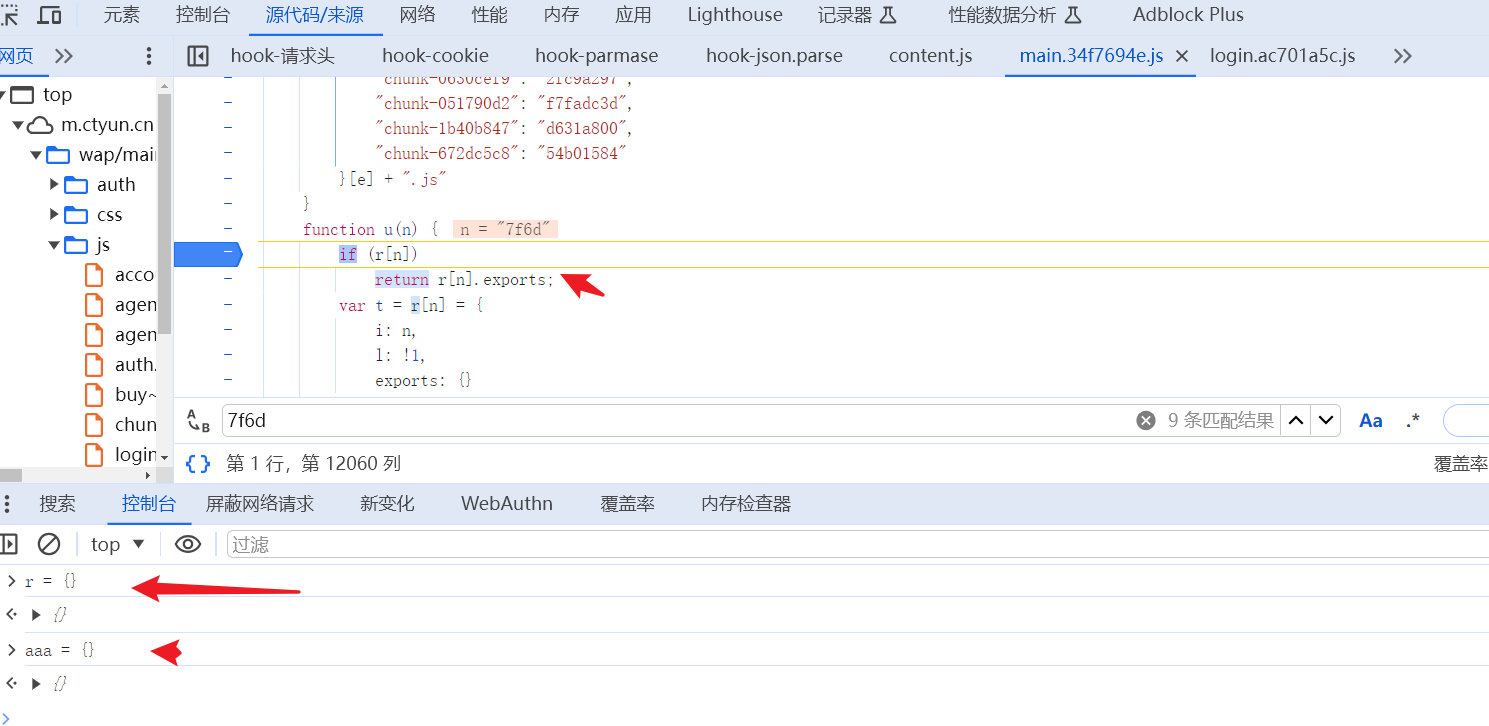 元素 控制台 源代码/来源 网络 性能 内存 应用 Lighthouse 记录器 性能数据分析 Adblock Plus
网页 hook-请求头 hook-cookie hook-parmase hook-json.parse content.js main.34f7694e.js login.ac701a5c.js
top
m.ctyun.cn
wap/mai
auth
css
js
acco
agen
agen
auth.
buy~
chun
login
"chunk-0630cef9": "2fc9a297",
"chunk-051790d2": "f7fadc3d",
"chunk-1b40b847": "d631a800",
"chunk-672dc5c8": "54b01584"
}[e] + ".js"
}
function u(n) { n = "7f6d"
if (r[n])
return r[n].exports;
var t = r[n] = {
i: n,
l: !1,
exports: {}
7f6d 9 条匹配结果 Aa .*
{} 第 1 行，第 12060 列 覆盖率
搜索 控制台 屏蔽网络请求 新变化 WebAuthn 覆盖率 内存检查器
top 过滤
r = {}
{}
aaa = {}
{}